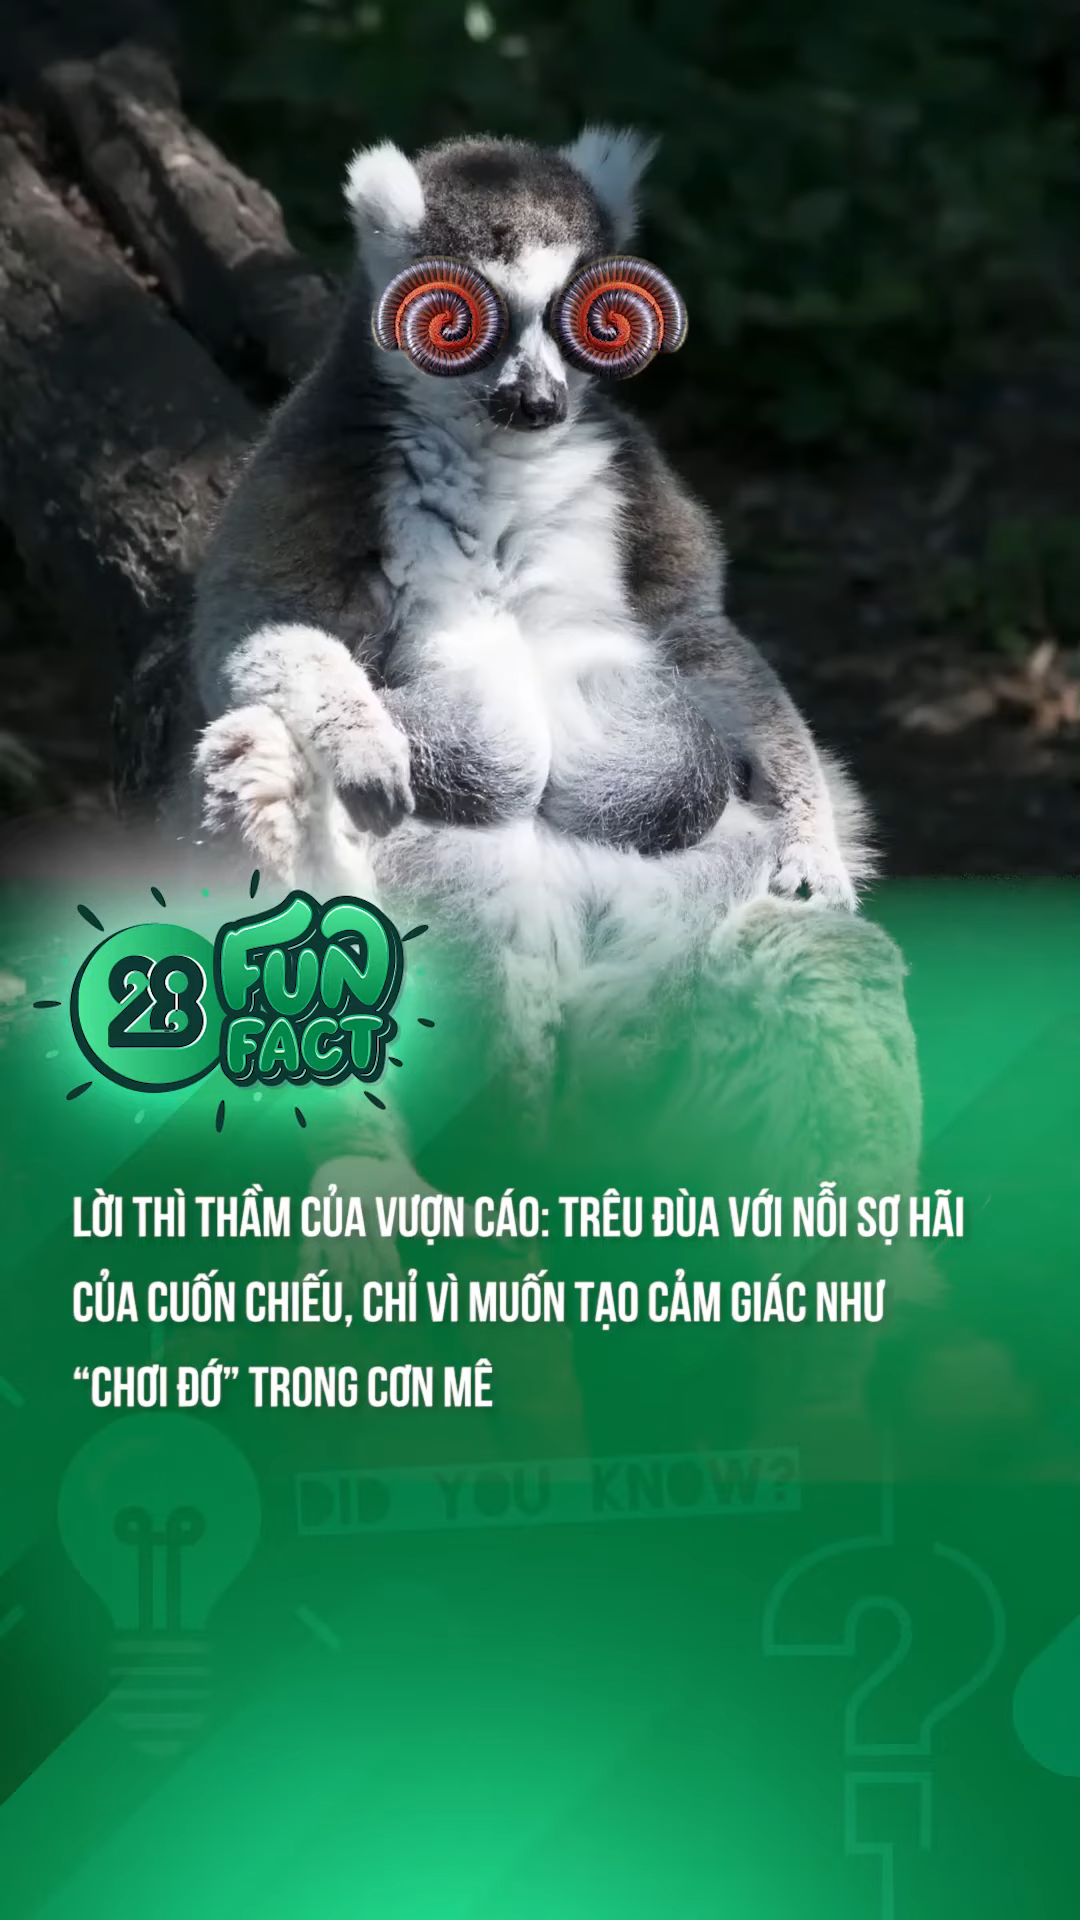 28 FUN
FACT
LỜI THÌ THẦM CỦA VƯỢN CÁO: TRÊU ĐÙA VỚI NỖI SỢ HÃI
CỦA CUỐN CHIẾU, CHỈ VÌ MUỐN TẠO CẢM GIÁC NHƯ
“CHƠI ĐỚ” TRONG CƠN MÊ
DID YOU KNOW?